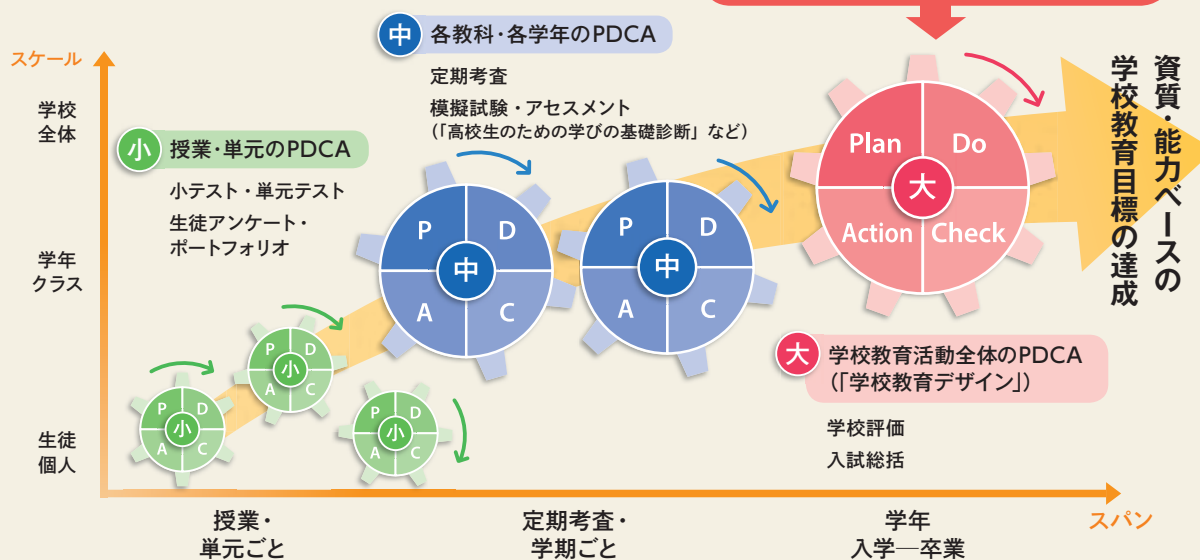 スケール
学校
全体
学年
クラス
生徒
個人
小 授業・単元のPDCA
小テスト・単元テスト
生徒アンケート・
ポートフォリオ
中 各教科・各学年のPDCA
定期考査
模擬試験・アセスメント
(「高校生のための学びの基礎診断」など)
P D
小
A C
P D
小
A C
P D
小
A C
P D
中
A C
P D
中
A C
Plan Do
大
Action Check
資質・能力ベースの
学校教育目標の達成
大 学校教育活動全体のPDCA
(「学校教育デザイン」)
学校評価
入試総括
授業・
単元ごと
定期考査・
学期ごと
学年
入学―卒業
スパン